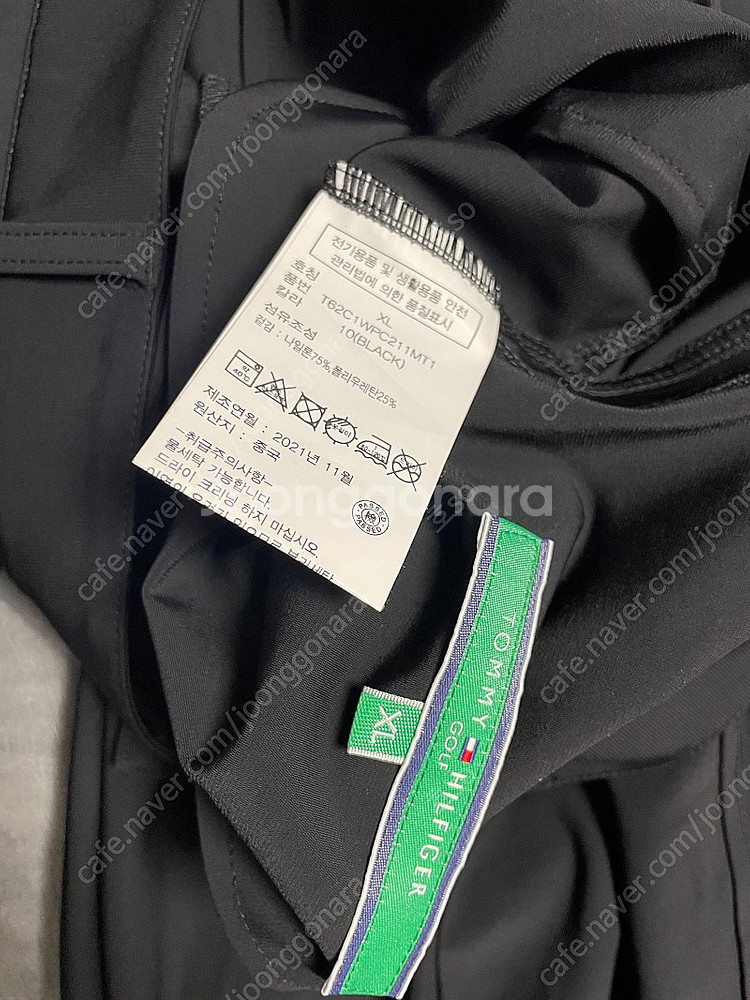 전기용품 및 생활용품 안전
관리법에 의한 품질표시
호칭 XL
품번 T62C1WPC211MT1
칼라 10(BLACK)
섬유조성
겉감 : 나일론75%,폴리우레탄25%
약
40℃
제조연월 : 2021년 11월
원산지 : 중국
-취급주의사항-
물세탁 가능합니다.
드라이 크리닝 하지 마십시오.
PASSED
PASSED
TOMMY HILFIGER
GOLF
XL
joonggonara
cafe.naver.com/joonggonara